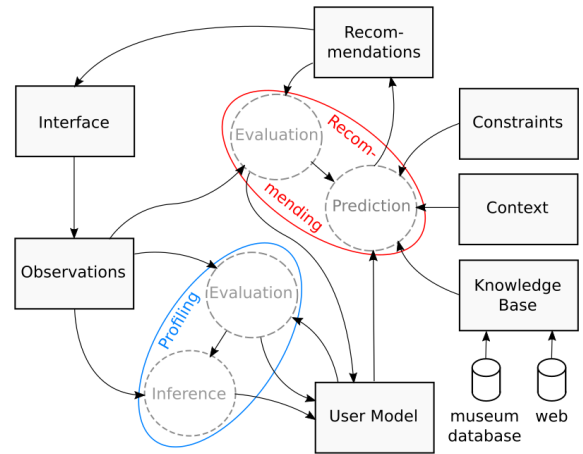 Recom-
mendations
Interface
Evaluation
Recom-
mending
Prediction
Constraints
Context
Observations
Evaluation
Profiling
Inference
User Model
Knowledge
Base
museum
database
web